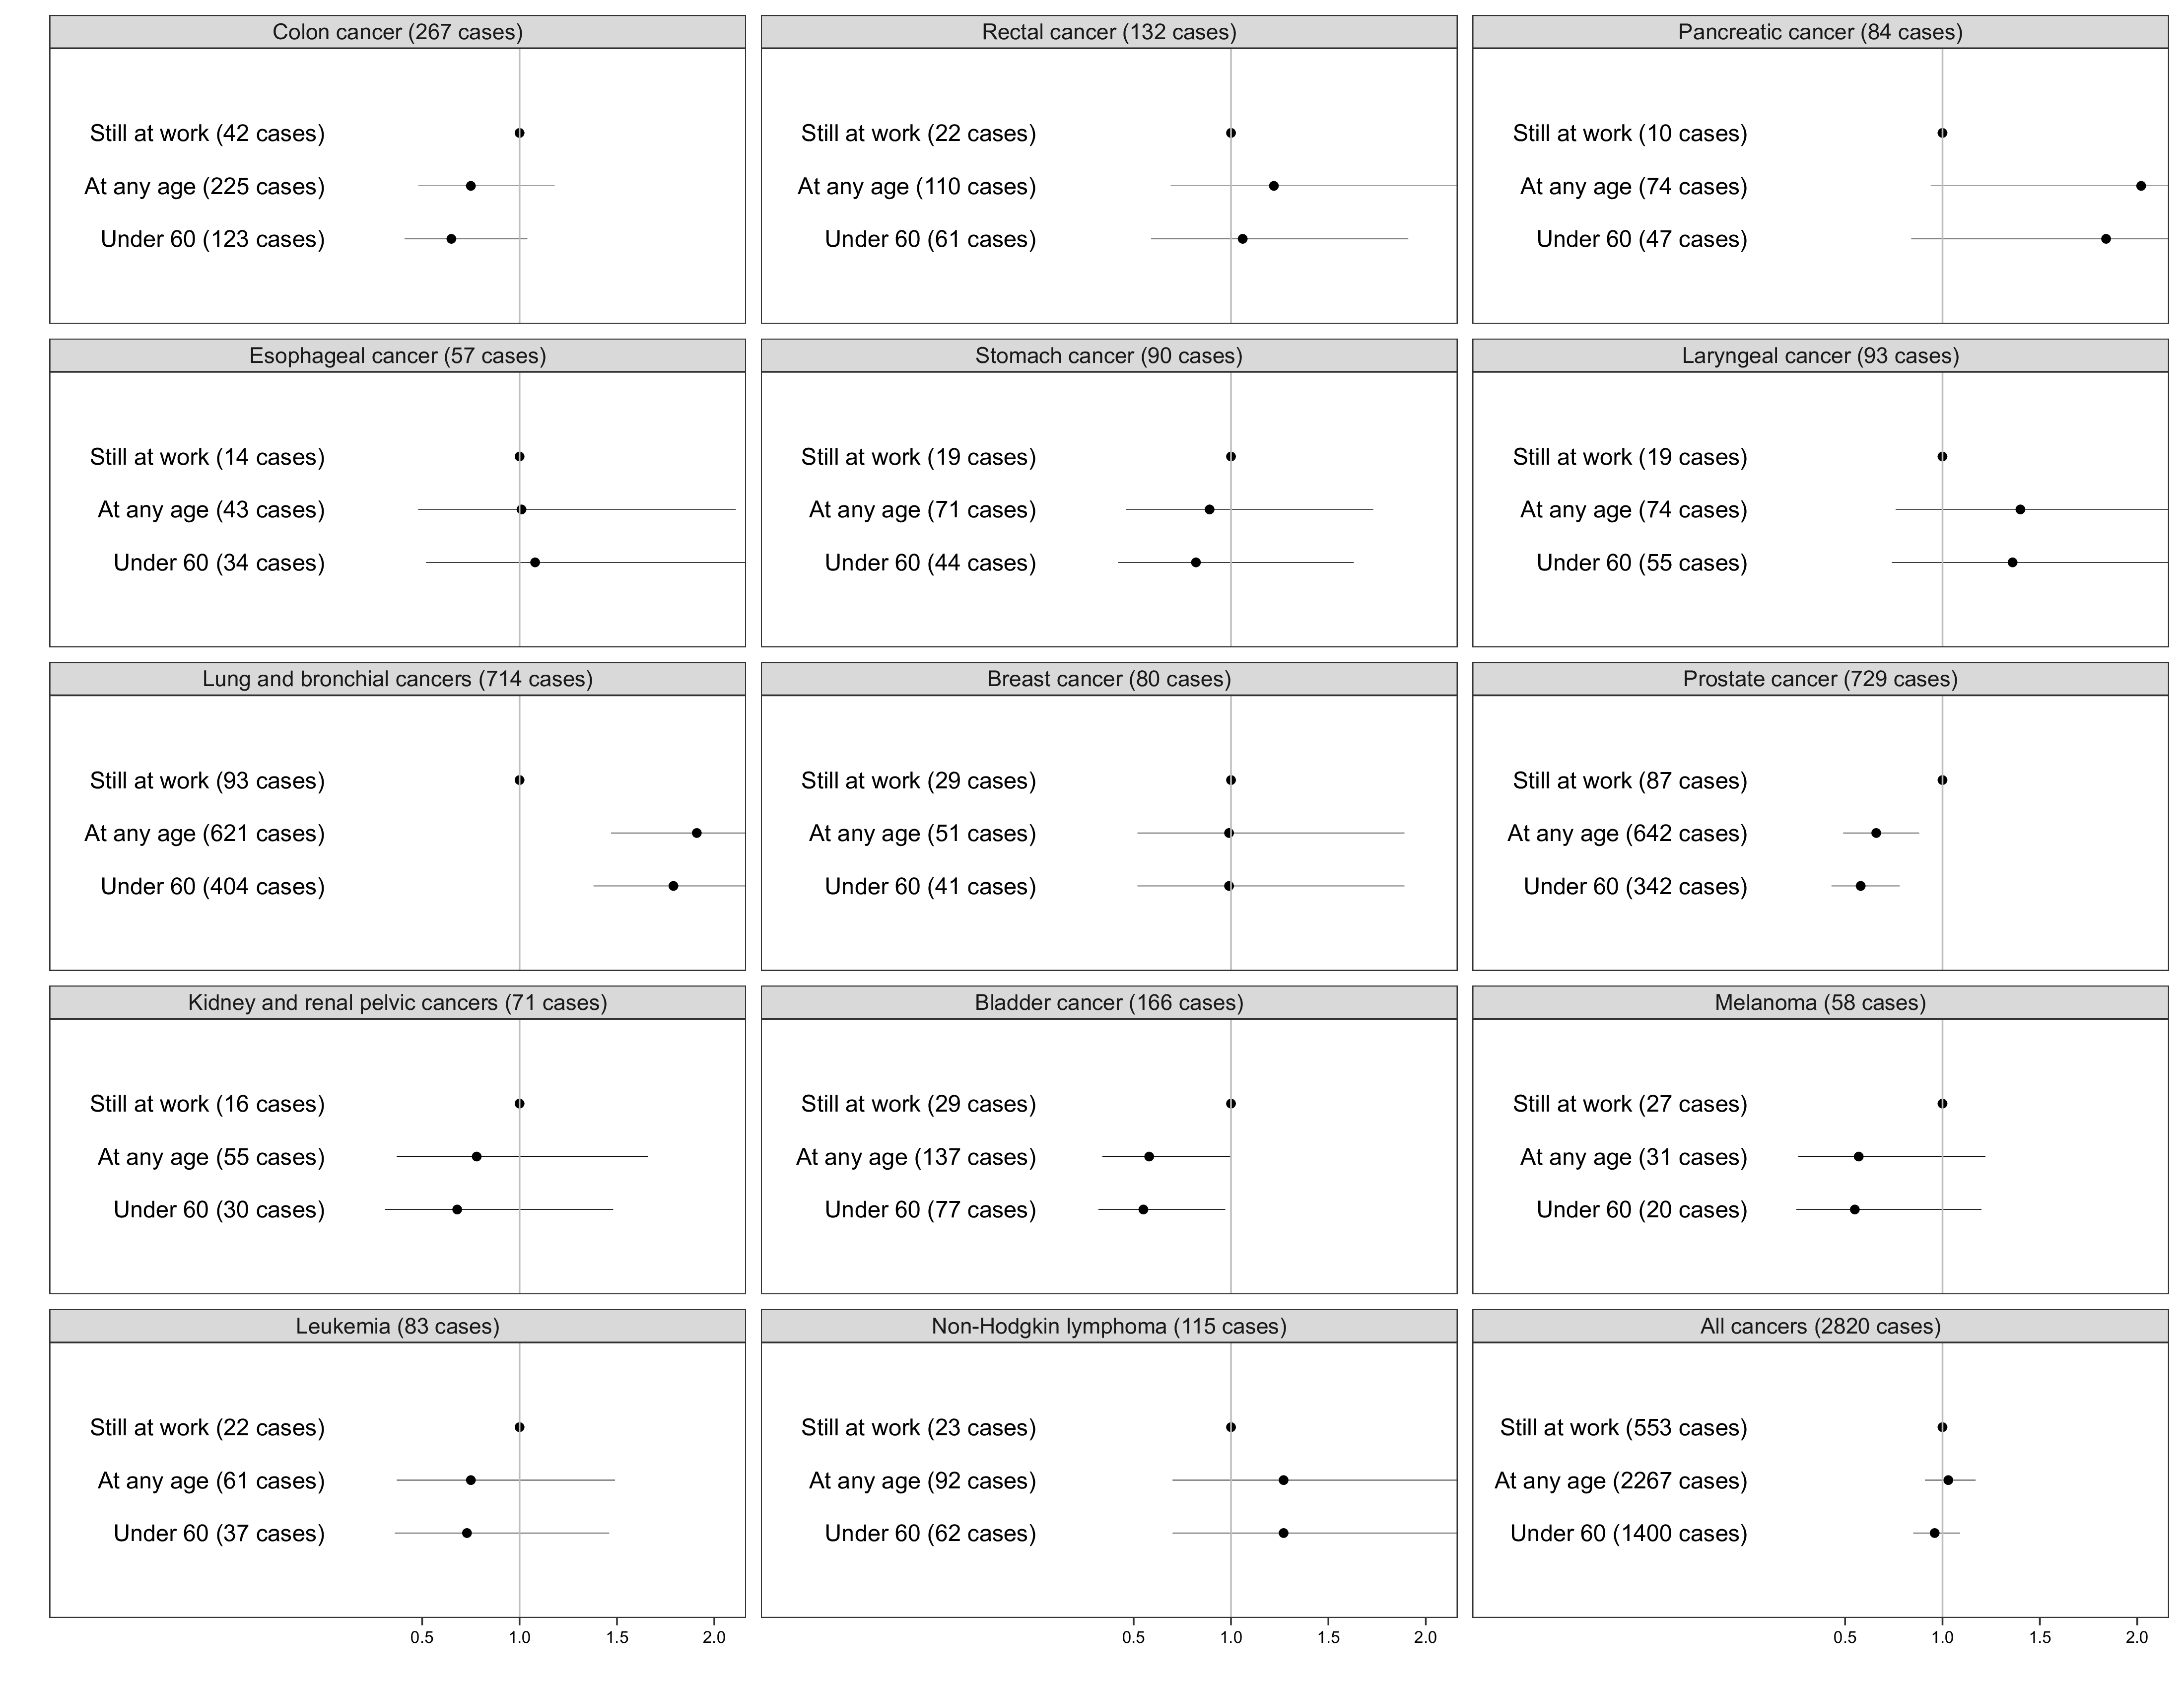 Colon cancer (267 cases)
Still at work (42 cases)
At any age (225 cases)
Under 60 (123 cases)
Rectal cancer (132 cases)
Still at work (22 cases)
At any age (110 cases)
Under 60 (61 cases)
Pancreatic cancer (84 cases)
Still at work (10 cases)
At any age (74 cases)
Under 60 (47 cases)
Esophageal cancer (57 cases)
Still at work (14 cases)
At any age (43 cases)
Under 60 (34 cases)
Stomach cancer (90 cases)
Still at work (19 cases)
At any age (71 cases)
Under 60 (44 cases)
Laryngeal cancer (93 cases)
Still at work (19 cases)
At any age (74 cases)
Under 60 (55 cases)
Lung and bronchial cancers (714 cases)
Still at work (93 cases)
At any age (621 cases)
Under 60 (404 cases)
Breast cancer (80 cases)
Still at work (29 cases)
At any age (51 cases)
Under 60 (41 cases)
Prostate cancer (729 cases)
Still at work (87 cases)
At any age (642 cases)
Under 60 (342 cases)
Kidney and renal pelvic cancers (71 cases)
Still at work (16 cases)
At any age (55 cases)
Under 60 (30 cases)
Bladder cancer (166 cases)
Still at work (29 cases)
At any age (137 cases)
Under 60 (77 cases)
Melanoma (58 cases)
Still at work (27 cases)
At any age (31 cases)
Under 60 (20 cases)
Leukemia (83 cases)
Still at work (22 cases)
At any age (61 cases)
Under 60 (37 cases)
0.5 1.0 1.5 2.0
Non-Hodgkin lymphoma (115 cases)
Still at work (23 cases)
At any age (92 cases)
Under 60 (62 cases)
0.5 1.0 1.5 2.0
All cancers (2820 cases)
Still at work (553 cases)
At any age (2267 cases)
Under 60 (1400 cases)
0.5 1.0 1.5 2.0